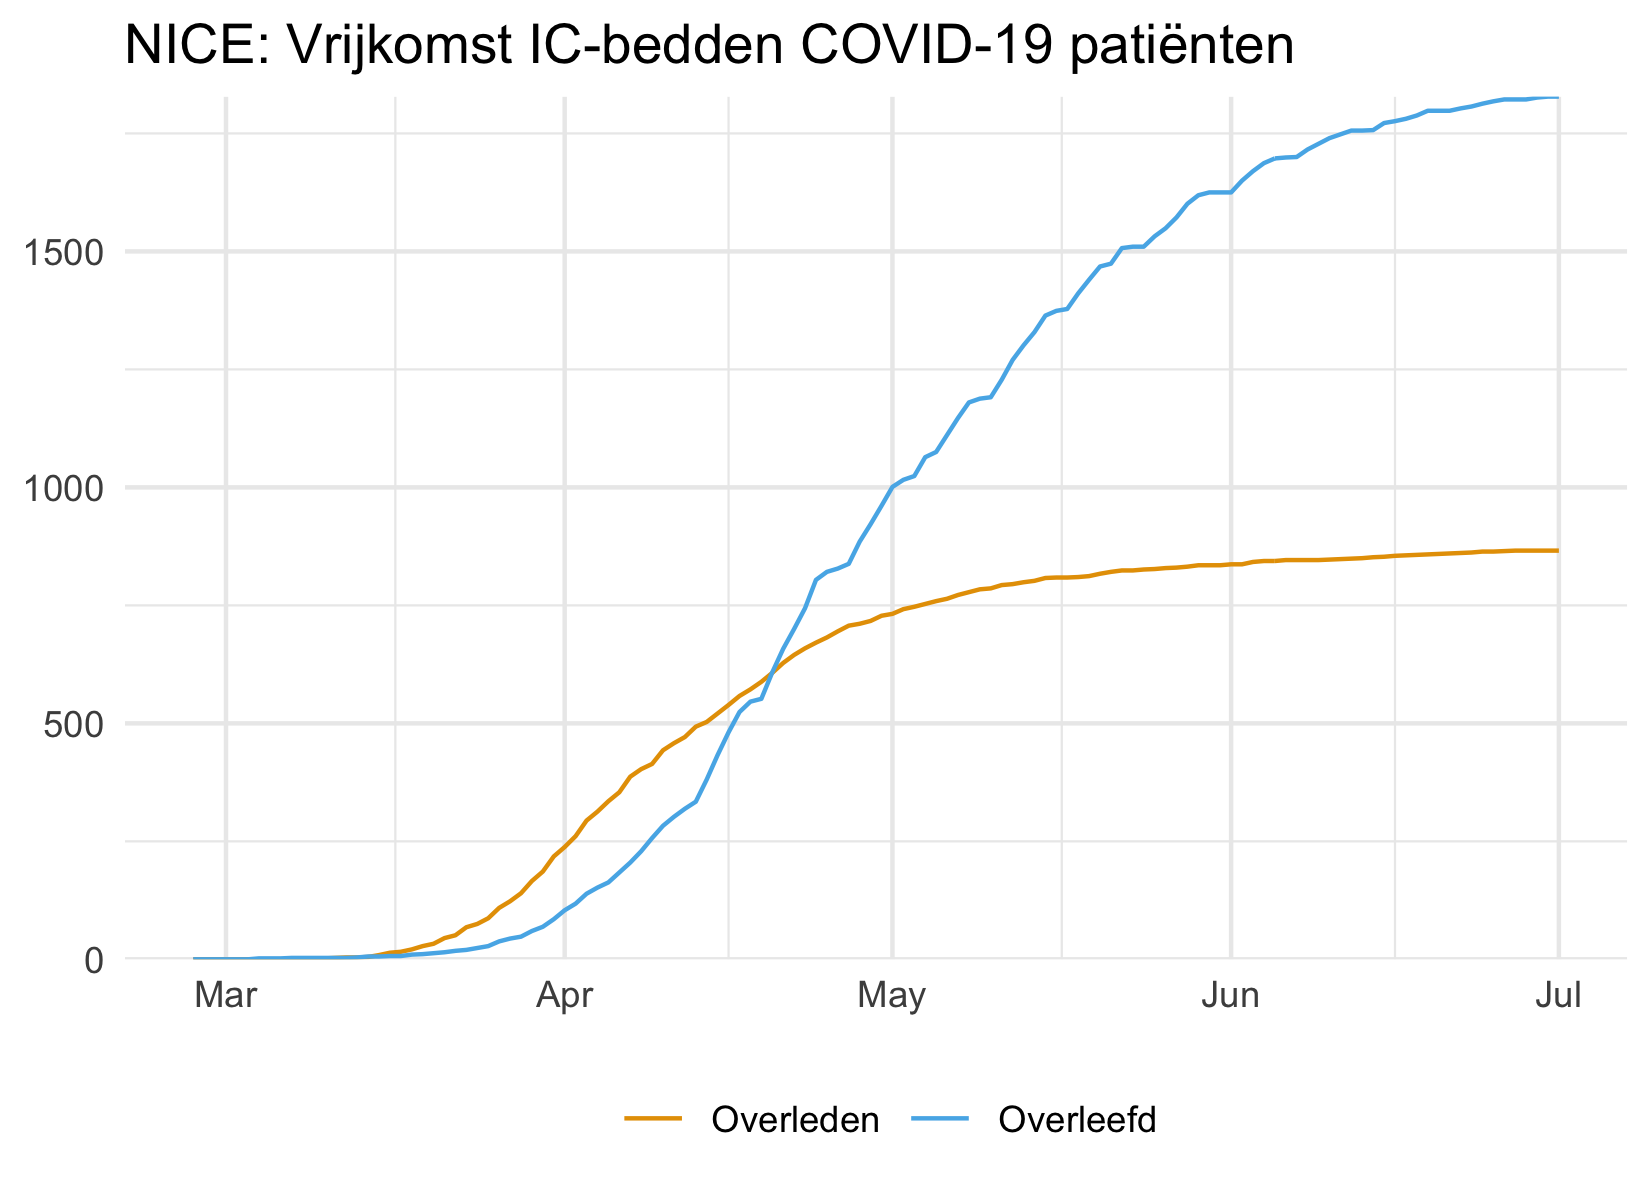 NICE: Vrijkomst IC-bedden COVID-19 patiënten
1500
1000
500
0
Mar Apr May Jun Jul
Overleden Overleefd